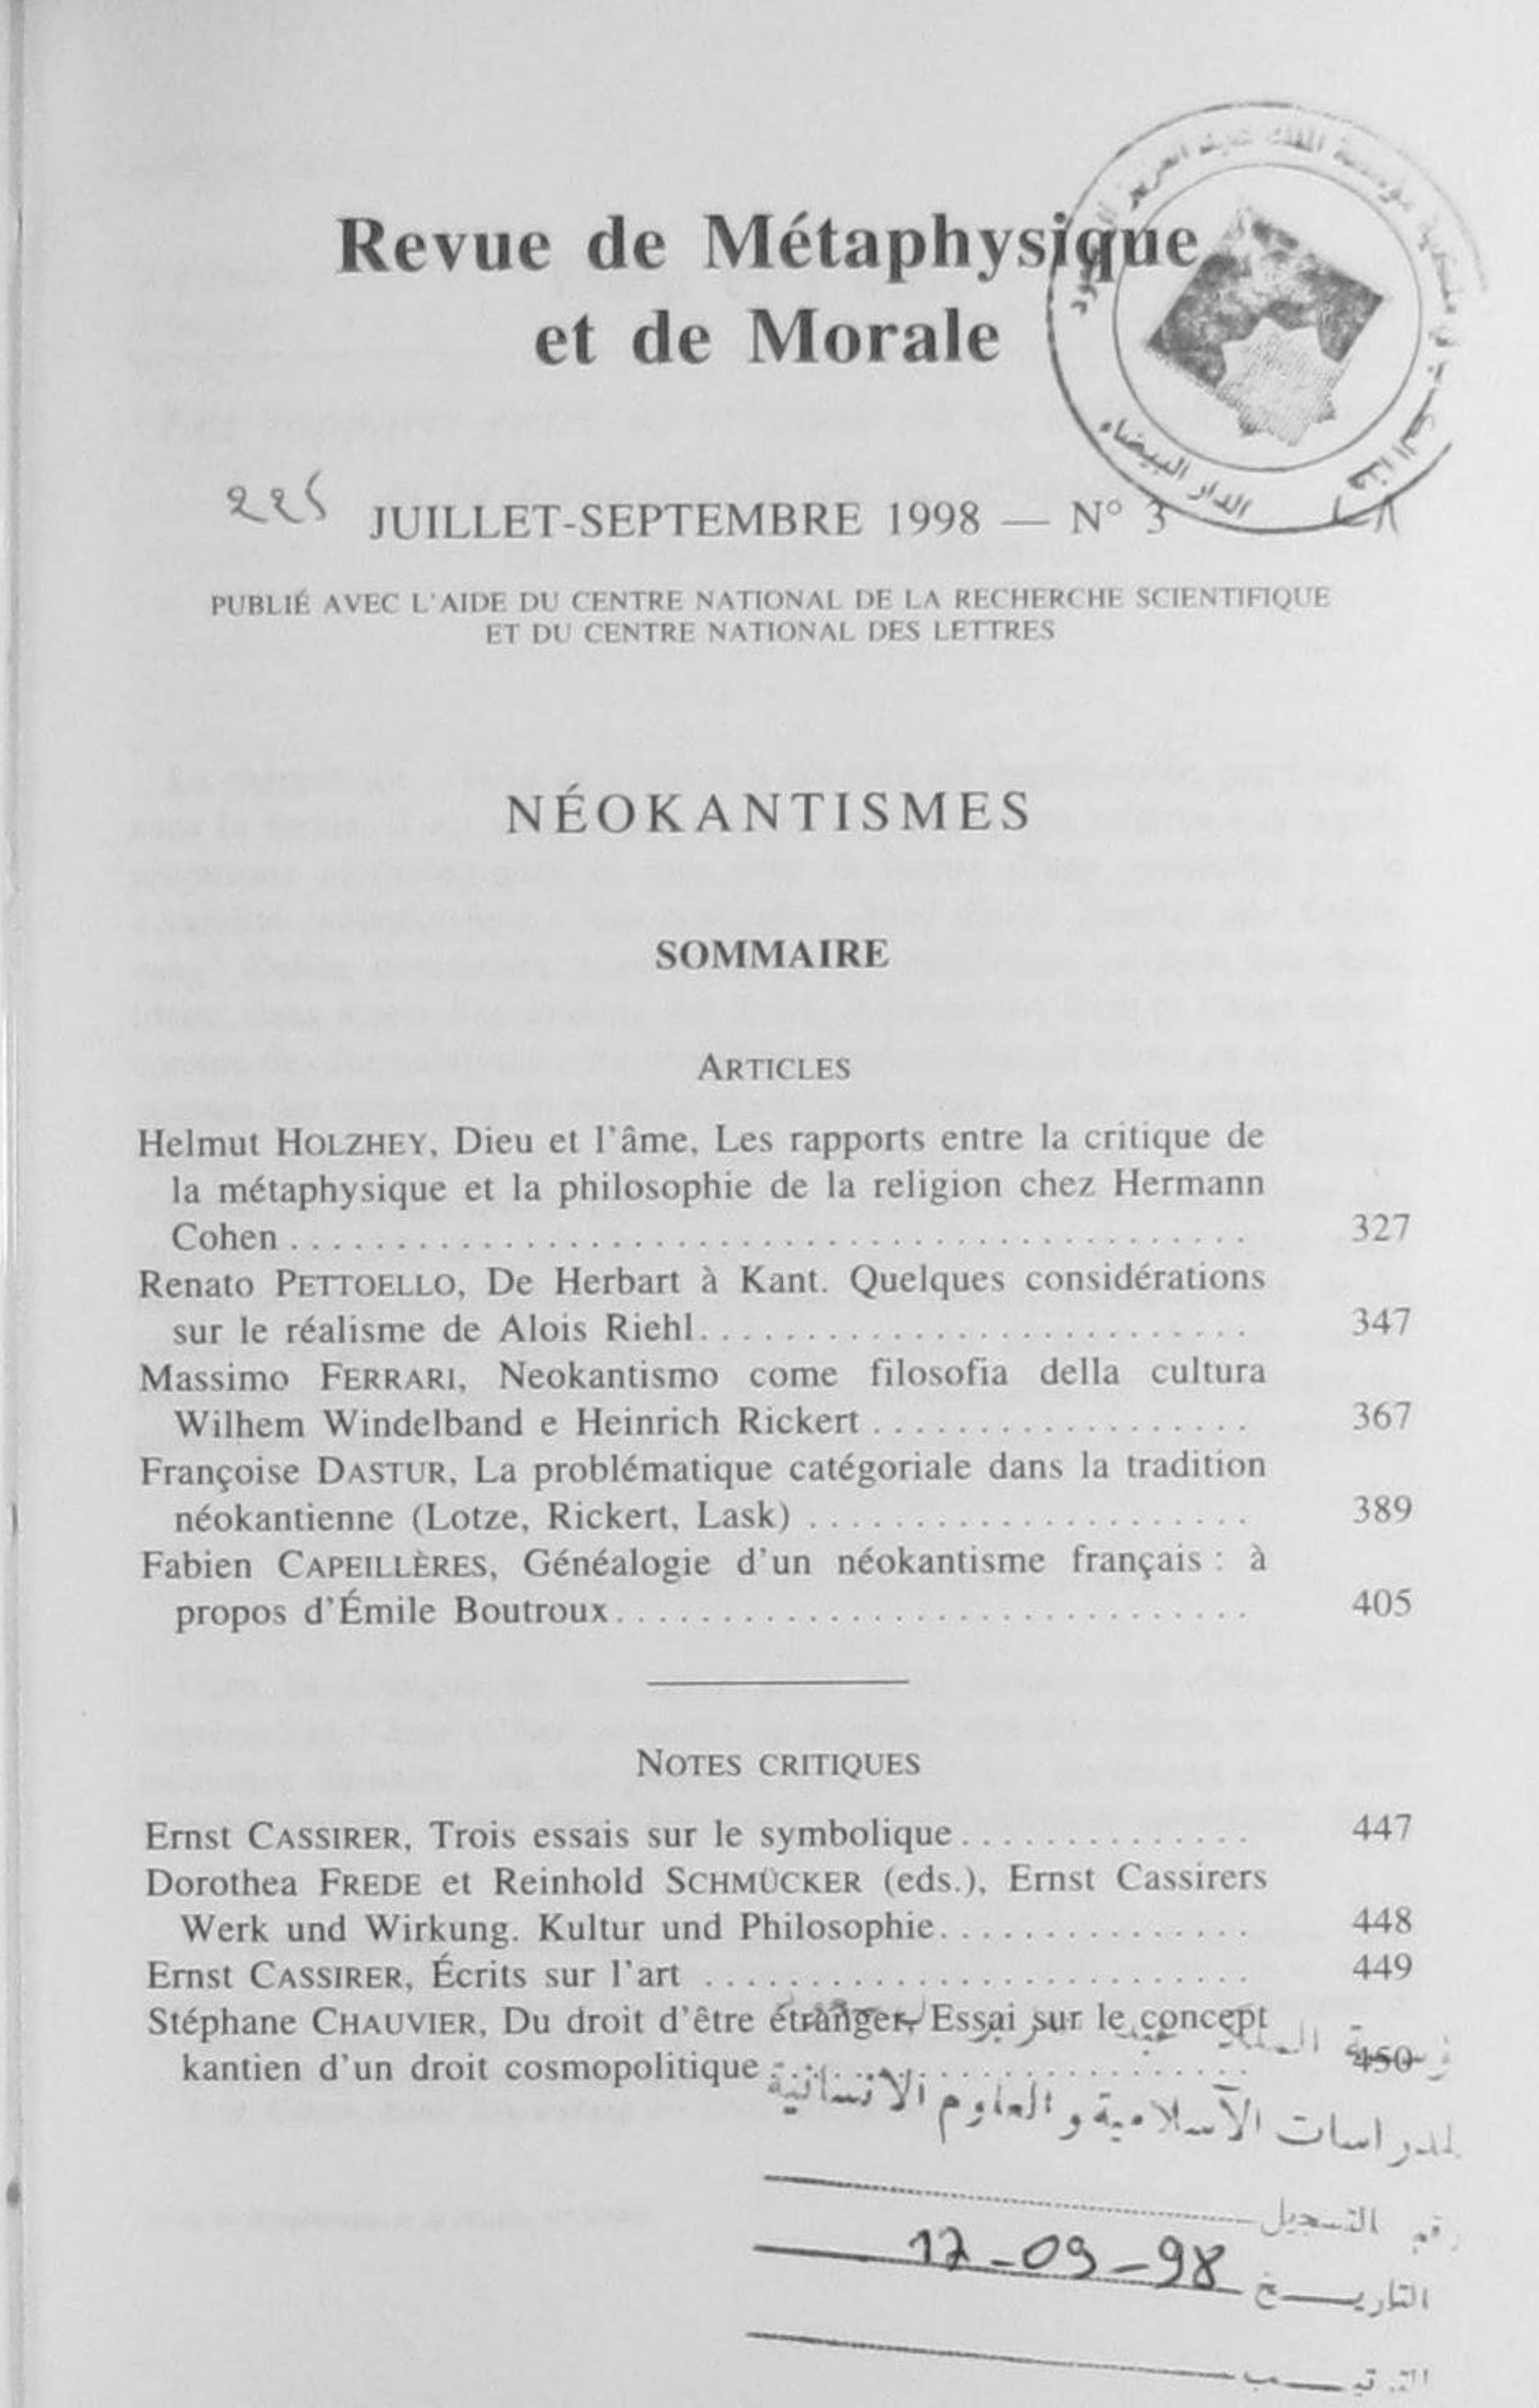 Revue de Métaphysique
et de Morale
225 JUILLET-SEPTEMBRE 1998 — N° 3
PUBLIÉ AVEC L'AIDE DU CENTRE NATIONAL DE LA RECHERCHE SCIENTIFIQUE
ET DU CENTRE NATIONAL DES LETTRES
الدار البيضاء
NÉOKANTISMES
SOMMAIRE
ARTICLES
Helmut HOLZHEY, Dieu et l'âme, Les rapports entre la critique de
la métaphysique et la philosophie de la religion chez Hermann
Cohen ............................................. 327
Renato PETTOELLO, De Herbart à Kant. Quelques considérations
sur le réalisme de Alois Riehl.......................... 347
Massimo FERRARI, Neokantismo come filosofia della cultura
Wilhem Windelband e Heinrich Rickert .................. 367
Françoise DASTUR, La problématique catégoriale dans la tradition
néokantienne (Lotze, Rickert, Lask) ..................... 389
Fabien CAPEILLÈRES, Généalogie d'un néokantisme français : à
propos d'Émile Boutroux.............................. 405
NOTES CRITIQUES
Ernst CASSIRER, Trois essais sur le symbolique.............. 447
Dorothea FREDE et Reinhold SCHMÜCKER (eds.), Ernst Cassirers
Werk und Wirkung. Kultur und Philosophie............... 448
Ernst CASSIRER, Écrits sur l'art .......................... 449
Stéphane CHAUVIER, Du droit d'être étranger, Essai sur le concept
kantien d'un droit cosmopolitique ....................... 450
للدراسات الإسلامية و العلوم الانسانية
رقم التسجيل
التاريخ 17-09-98
الترتيب